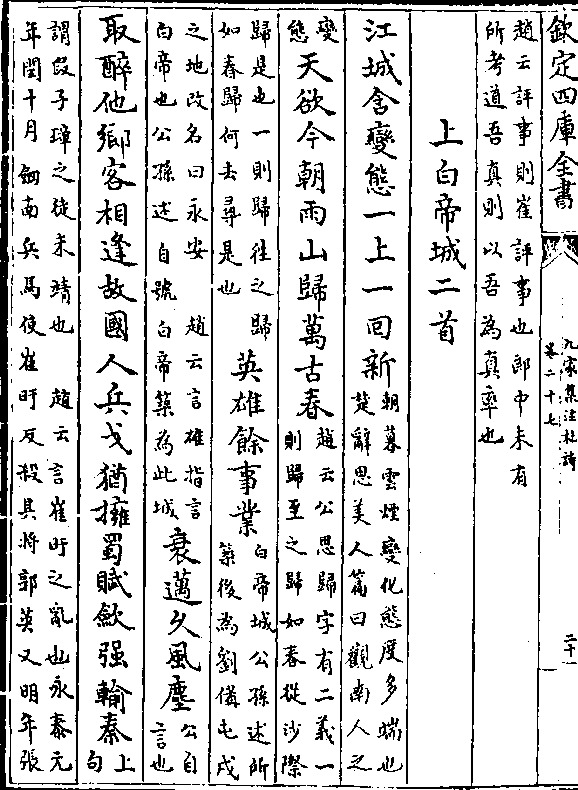 欽定四庫全書
九家集注杜詩
卷二十七
二十一
趙云評事則崔評事也郎中未有
所考道吾真則以吾為真率也
上白帝城二首
江城含變態一上一回新
朝暮雲煙變化態度多端也
楚辭思美人篇曰觀南人之
變
態
天欲今朝雨山歸萬古春
趙云公思歸字有二義一
則歸至之歸如春從沙際
歸是也一則歸往之歸
如春歸何去尋是也
英雄餘事業
白帝城公孫述所
築後為劉備屯戍
之地改名曰永安 趙云言雄指言
白帝也公孫述自號白帝築為此城
衰邁久風塵
公自
言也
取醉他鄉客相逢故國人兵戈猶擁蜀賦斂强輸秦
上
句
謂段子璋之徒未靖也 趙云言崔旰之亂也永泰元
年閏十月劍南兵馬使崔旰反殺其將郭英乂明年張